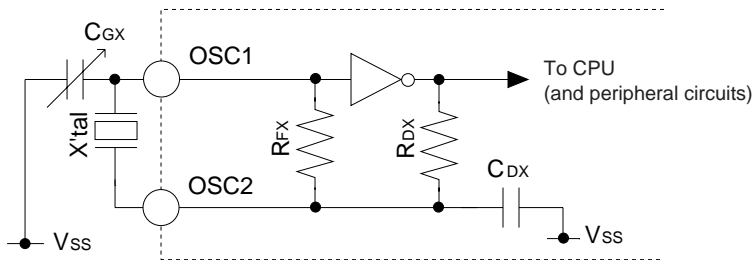 CGX
OSC1
To CPU
(and peripheral circuits)
X'tal
RFX
RDX
CDX
OSC2
VSS
VSS